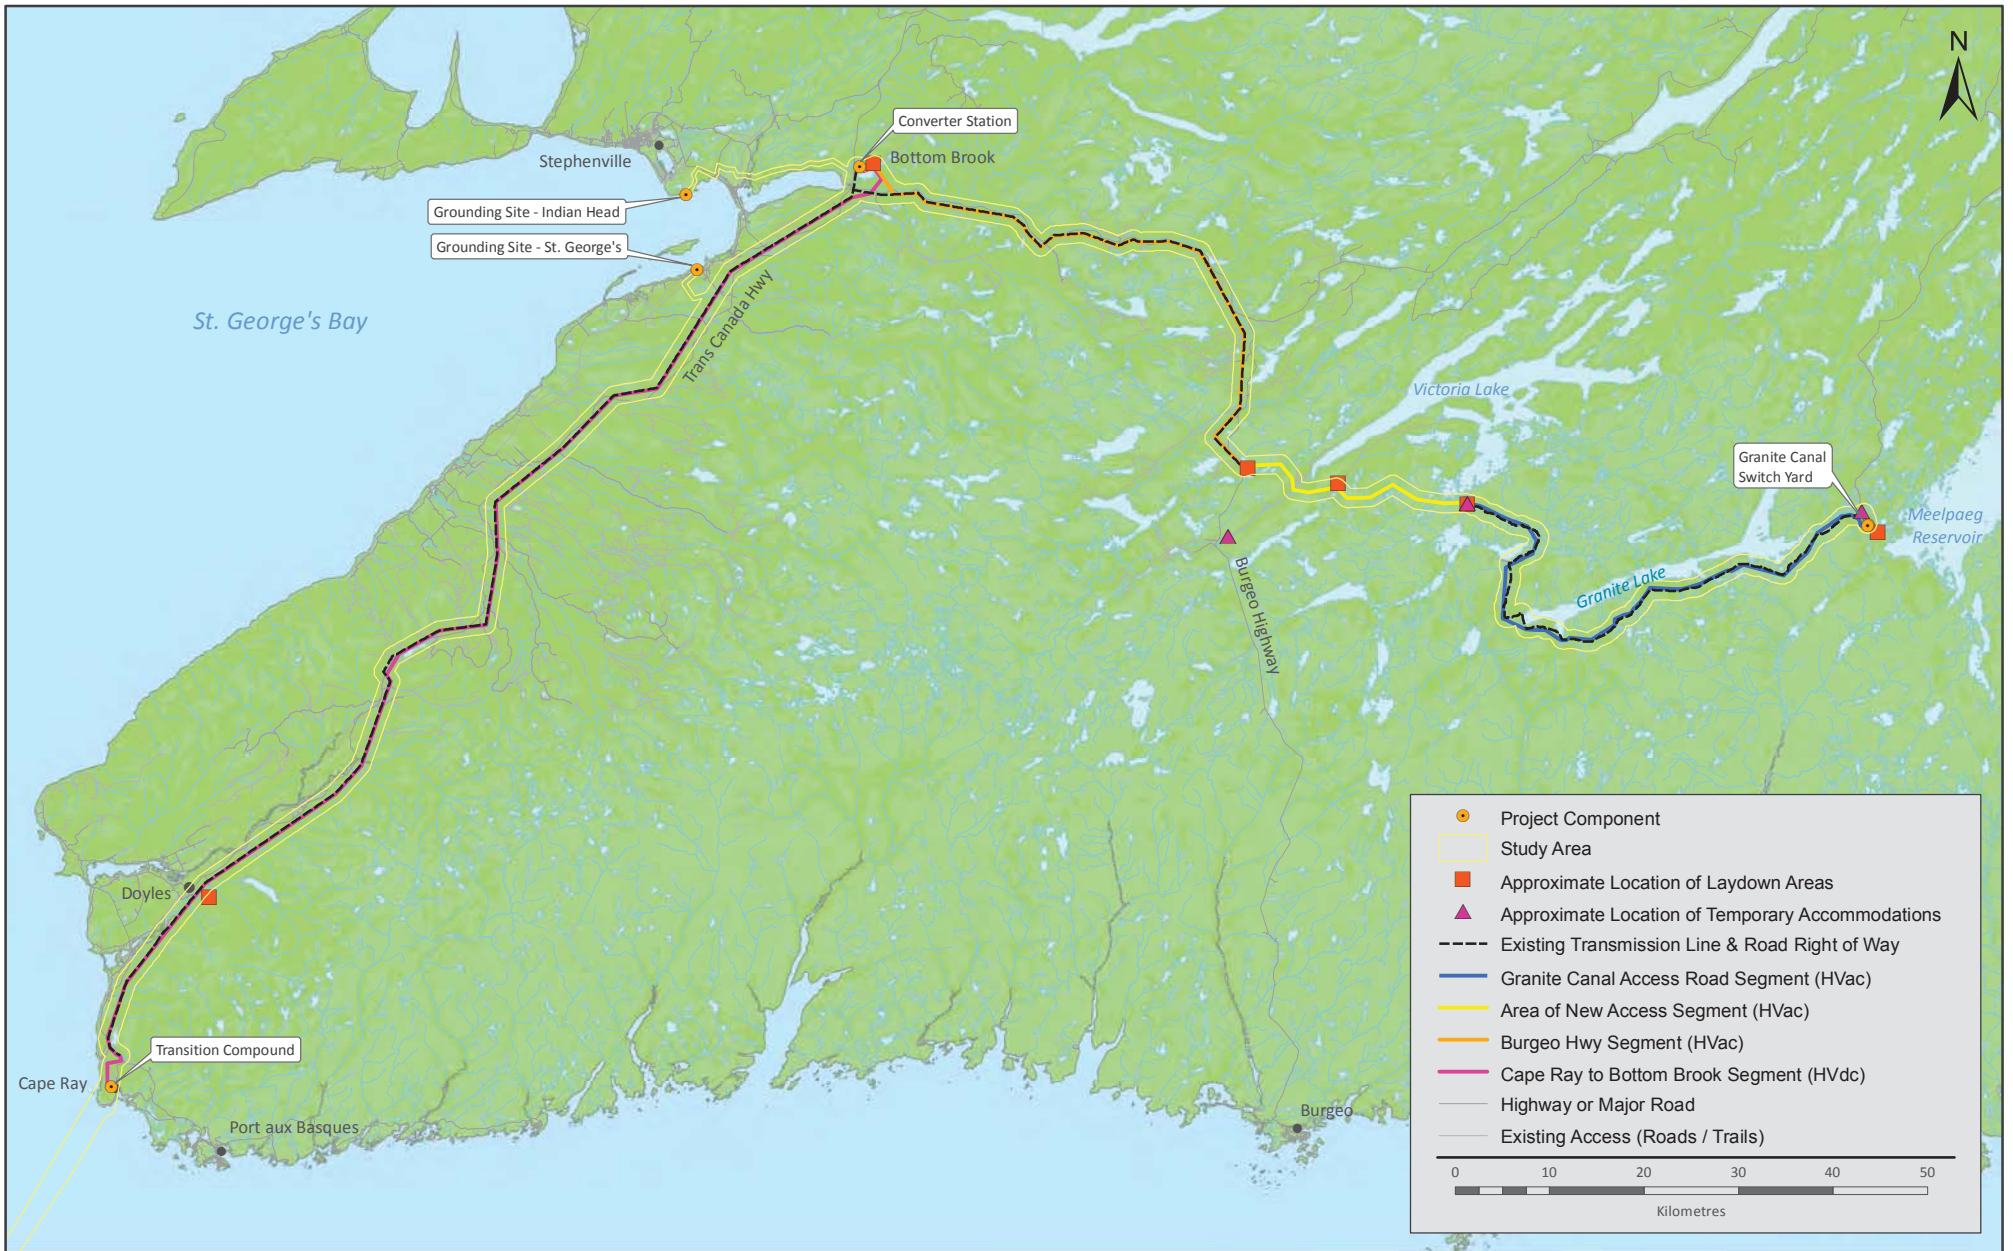 N
Converter Station
Stephenville
Bottom Brook
Grounding Site - Indian Head
Grounding Site - St. George's
St. George's Bay
Trans Canada Hwy
Victoria Lake
Granite Canal
Switch Yard
Meelpaeg
Reservoir
Burgeo Highway
Granite Lake
Doyles
Transition Compound
Cape Ray
Port aux Basques
Burgeo
Project Component
Study Area
Approximate Location of Laydown Areas
Approximate Location of Temporary Accommodations
Existing Transmission Line & Road Right of Way
Granite Canal Access Road Segment (HVac)
Area of New Access Segment (HVac)
Burgeo Hwy Segment (HVac)
Cape Ray to Bottom Brook Segment (HVdc)
Highway or Major Road
Existing Access (Roads / Trails)
0 10 20 30 40 50
Kilometres